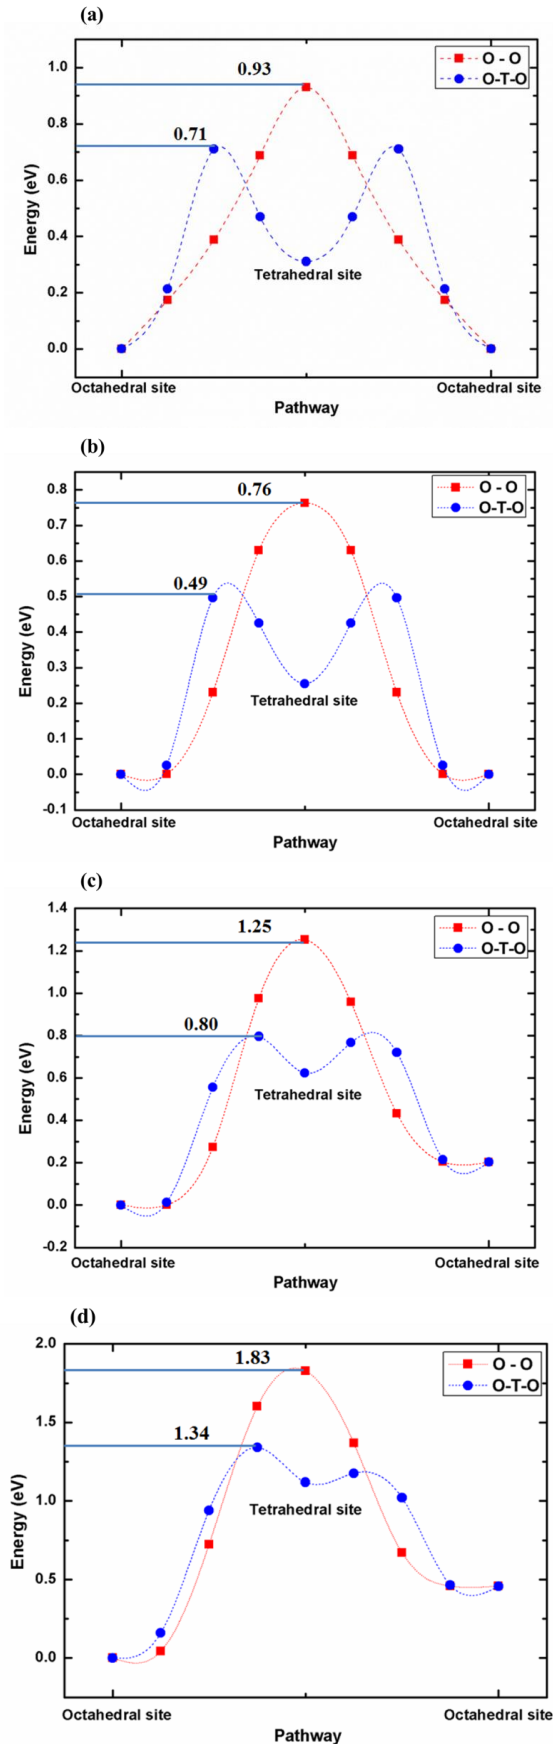 (a)
1.0
0.8
0.6
0.4
0.2
0.0
Energy (eV)
0.93
0.71
O - O
O-T-O
Tetrahedral site
Octahedral site
Octahedral site
Pathway
(b)
0.8
0.7
0.6
0.5
0.4
0.3
0.2
0.1
0.0
-0.1
Energy (eV)
0.76
0.49
O - O
O-T-O
Tetrahedral site
Octahedral site
Octahedral site
Pathway
(c)
1.4
1.2
1.0
0.8
0.6
0.4
0.2
0.0
-0.2
Energy (eV)
1.25
0.80
O - O
O-T-O
Tetrahedral site
Octahedral site
Octahedral site
Pathway
(d)
2.0
1.5
1.0
0.5
0.0
Energy (eV)
1.83
1.34
O - O
O-T-O
Tetrahedral site
Octahedral site
Octahedral site
Pathway